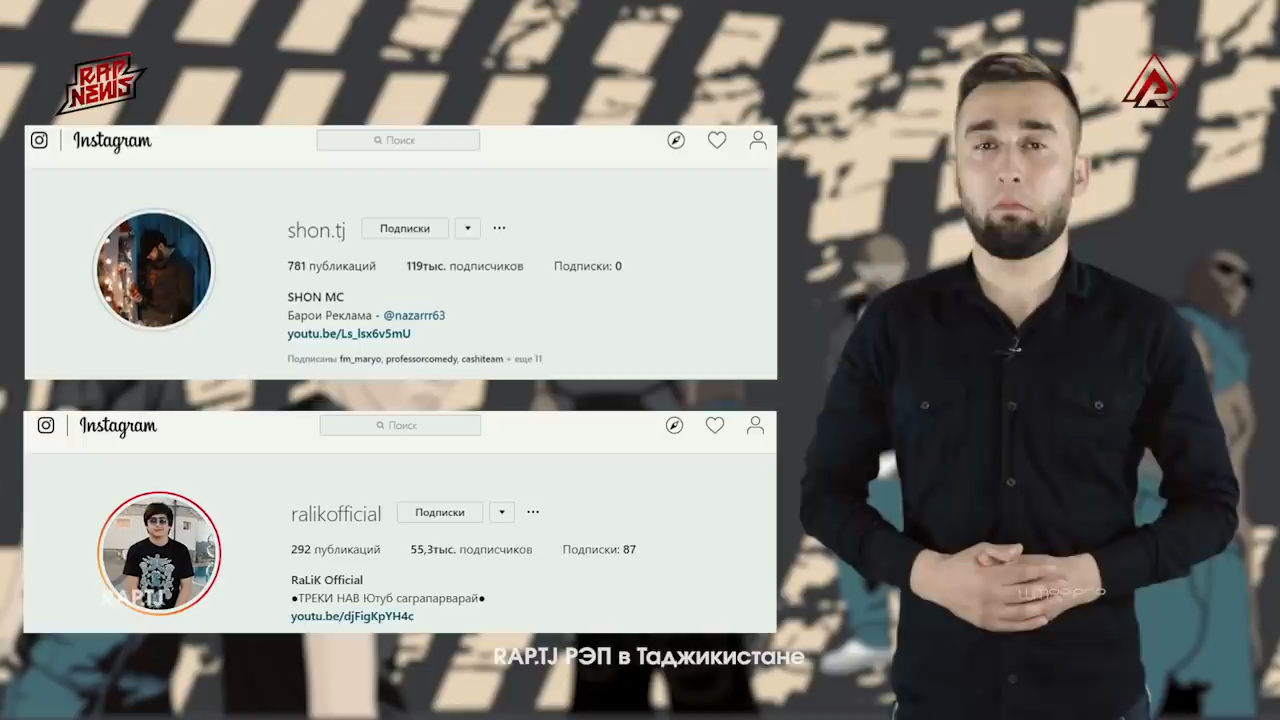 RAP
NEWS
Instagram
Поиск
shon.tj Подписки
781 публикаций 119тыс. подписчиков Подписки: 0
SHON MC
Барои Реклама - @nazarrr63
youtu.be/Ls_lsx6v5mU
Подписаны fm_maryo, professorcomedy, cashiteam + еще 11
Instagram
Поиск
ralikofficial Подписки
292 публикаций 55,3тыс. подписчиков Подписки: 87
RaLiK Official
●ТРЕКИ НАВ Ютуб саграпарварай●
youtu.be/djFigKpYH4c
RAP.TJ
RAP.TJ РЭП в Таджикистане